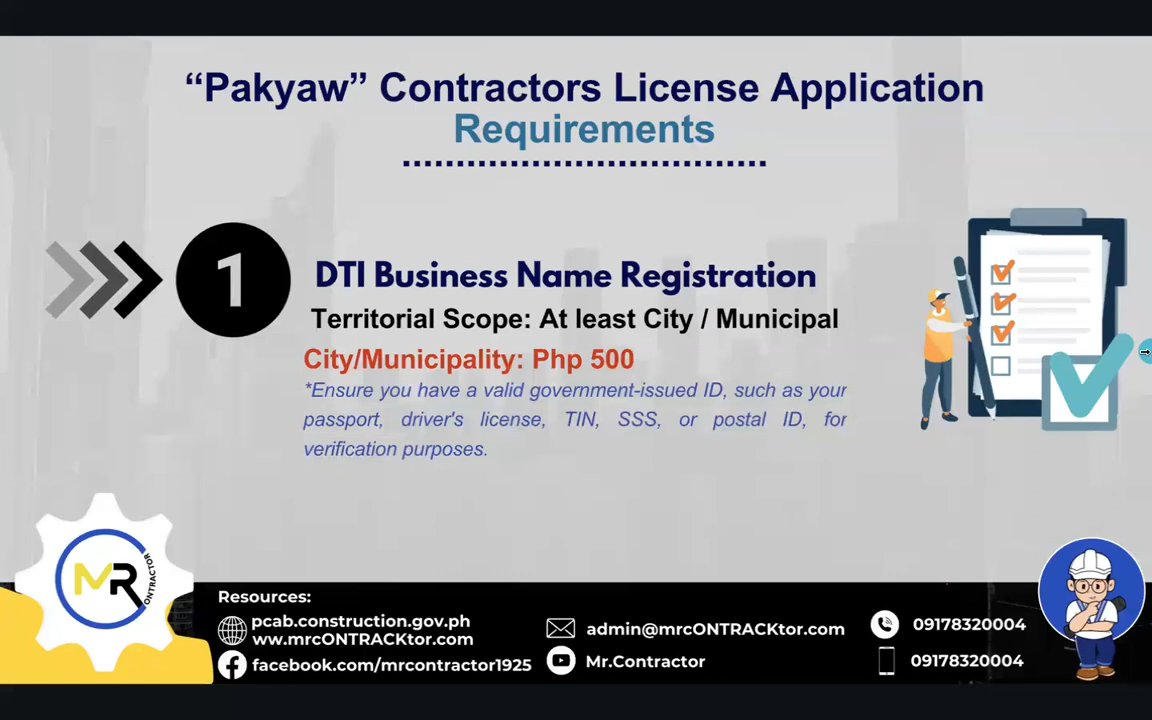 “Pakyaw” Contractors License Application
Requirements
1
DTI Business Name Registration
Territorial Scope: At least City / Municipal
City/Municipality: Php 500
*Ensure you have a valid government-issued ID, such as your
passport, driver's license, TIN, SSS, or postal ID, for
verification purposes.
MR
ONTRACTOR
Resources:
pcab.construction.gov.ph
www.mrcONTRACKtor.com
facebook.com/mrcontractor1925
admin@mrcONTRACKtor.com
Mr.Contractor
09178320004
09178320004